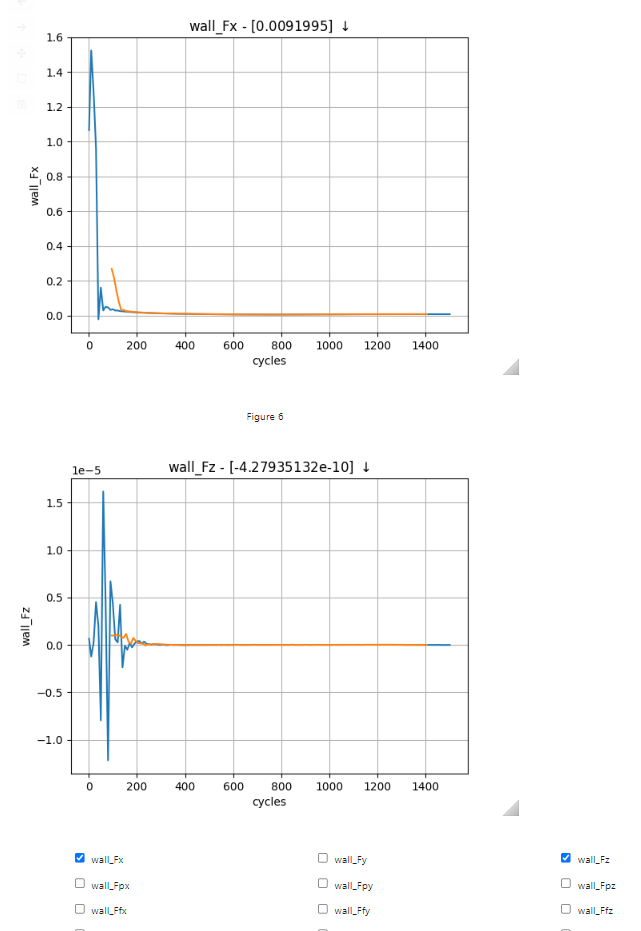 wall_Fx - [0.0091995] ↓
1.6
1.4
1.2
1.0
0.8
0.6
0.4
0.2
0.0
wall_Fx
0 200 400 600 800 1000 1200 1400
cycles
Figure 6
1e−5
wall_Fz - [-4.27935132e-10] ↓
1.5
1.0
0.5
0.0
−0.5
−1.0
wall_Fz
0 200 400 600 800 1000 1200 1400
cycles
wall_Fx wall_Fy wall_Fz
wall_Fpx wall_Fpy wall_Fpz
wall_Ffx wall_Ffy wall_Ffz